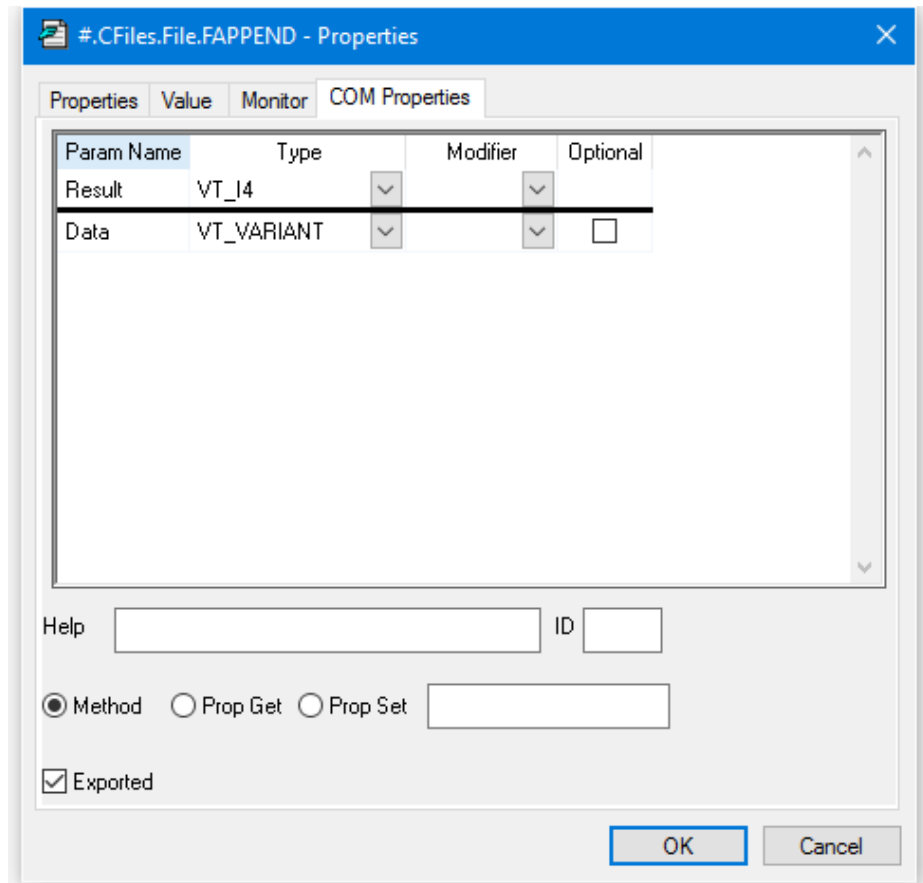 #.CFiles.File.FAPPEND - Properties
Properties Value Monitor COM Properties
Param Name Type Modifier Optional
Result VT_I4
Data VT_VARIANT
Help ID
Method Prop Get Prop Set
Exported
OK Cancel